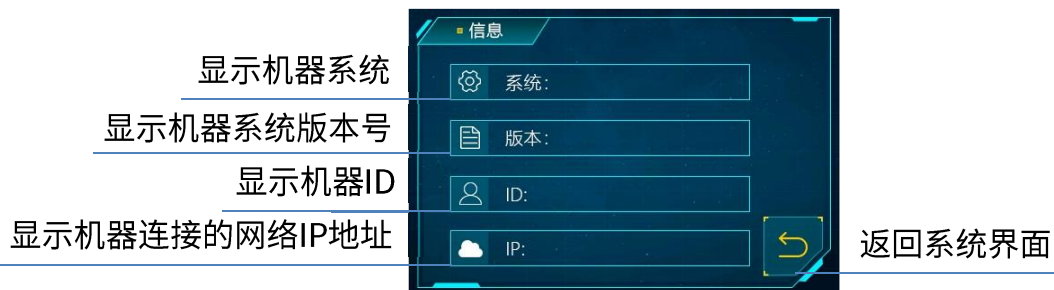 信息
显示机器系统
系统：
显示机器系统版本号
版本：
显示机器ID
ID:
显示机器连接的网络IP地址
IP:
返回系统界面